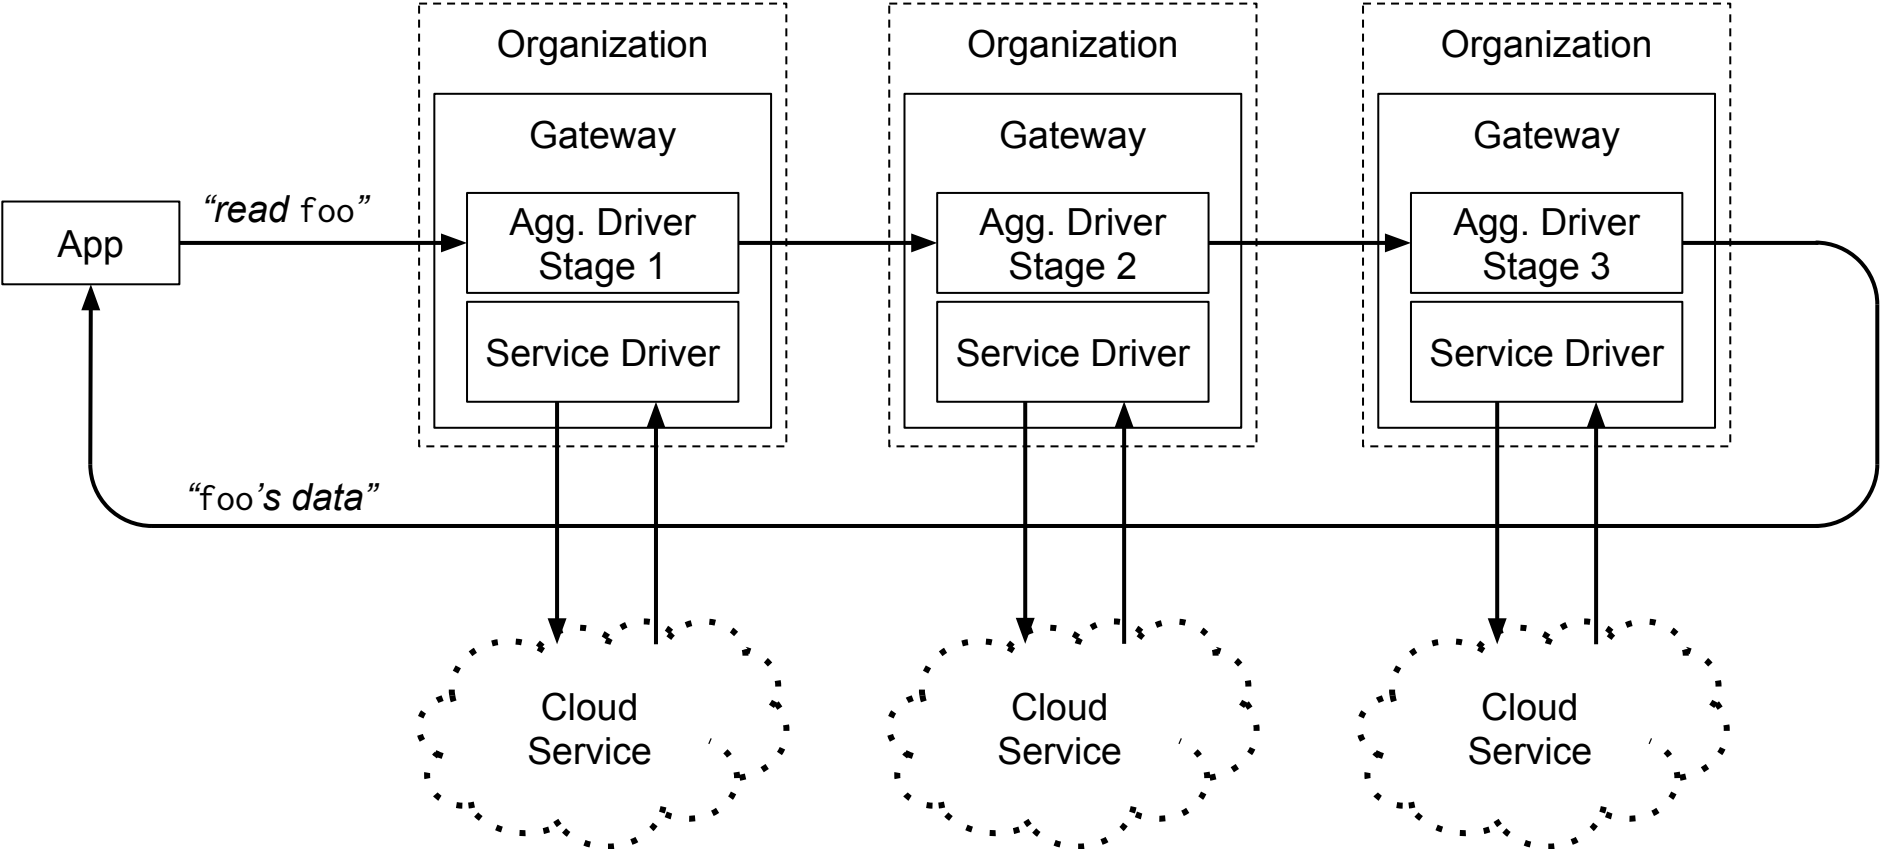 Organization
Organization
Organization
Gateway
Gateway
Gateway
“read foo”
App
Agg. Driver
Stage 1
Agg. Driver
Stage 2
Agg. Driver
Stage 3
Service Driver
Service Driver
Service Driver
“foo’s data”
Cloud
Service
Cloud
Service
Cloud
Service